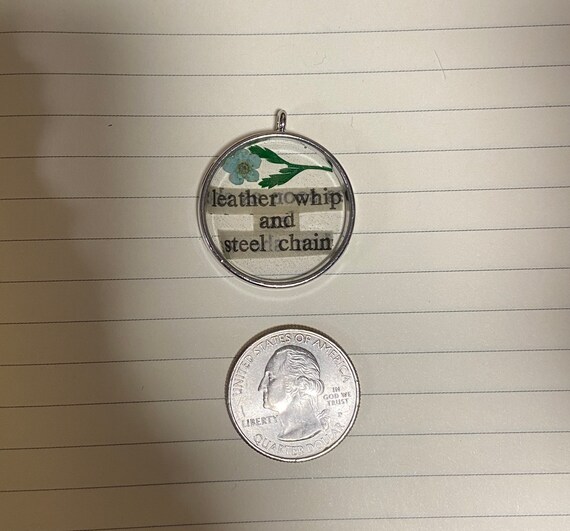 leather whip
and
steel chain
UNITED STATES OF AMERICA
LIBERTY
IN
GOD WE
TRUST
P
QUARTER DOLLAR